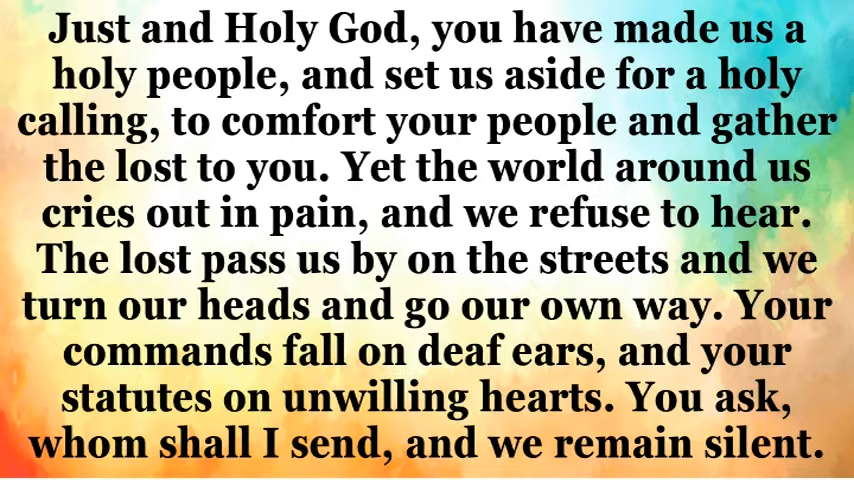 Just and Holy God, you have made us a
holy people, and set us aside for a holy
calling, to comfort your people and gather
the lost to you. Yet the world around us
cries out in pain, and we refuse to hear.
The lost pass us by on the streets and we
turn our heads and go our own way. Your
commands fall on deaf ears, and your
statutes on unwilling hearts. You ask,
whom shall I send, and we remain silent.